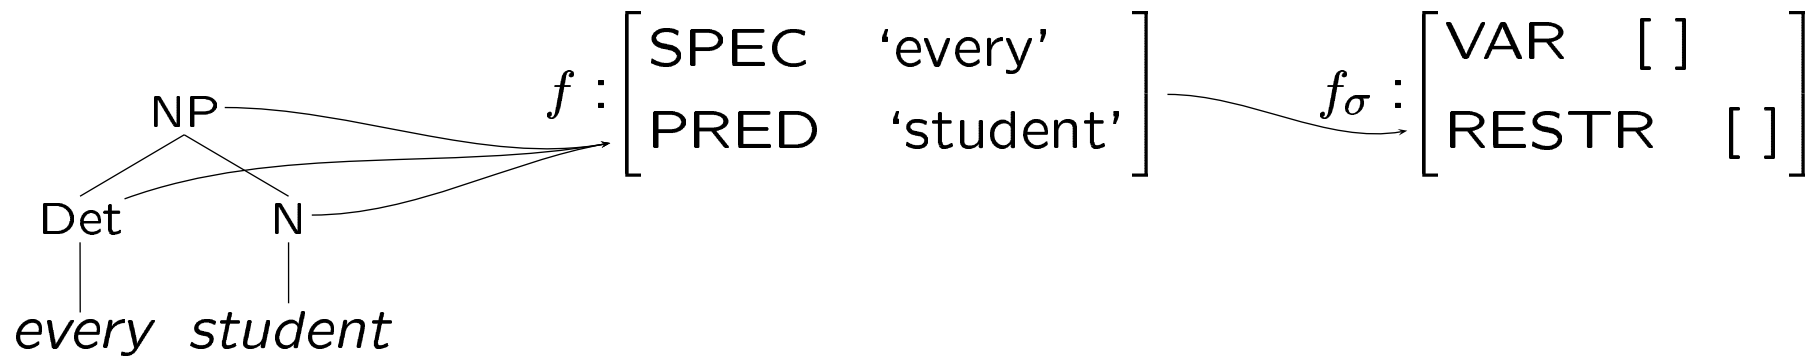 NP
Det N
every student
f : [ SPEC ‘every’
PRED ‘student’ ]
fσ : [ VAR [ ]
RESTR [ ] ]